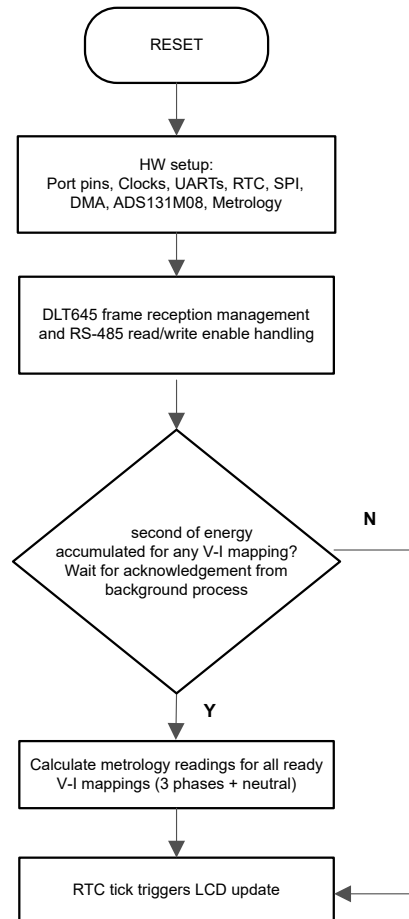 RESET
HW setup:
Port pins, Clocks, UARTs, RTC, SPI,
DMA, ADS131M08, Metrology
DLT645 frame reception management
and RS-485 read/write enable handling
second of energy
accumulated for any V-I mapping?
Wait for acknowledgement from
background process
N
Y
Calculate metrology readings for all ready
V-I mappings (3 phases + neutral)
RTC tick triggers LCD update